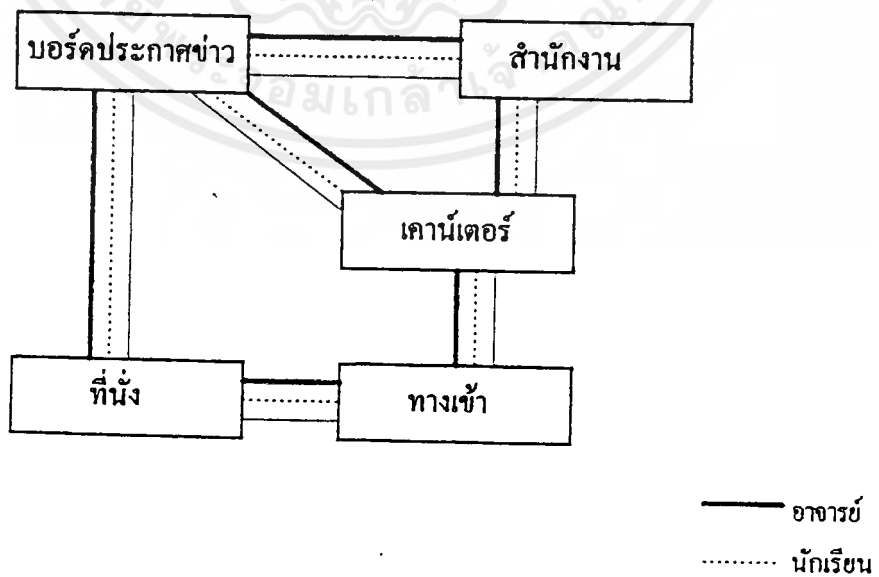 บอร์ดประกาศข่าว
สำนักงาน
เคาน์เตอร์
ที่นั่ง
ทางเข้า
อาจารย์
นักเรียน